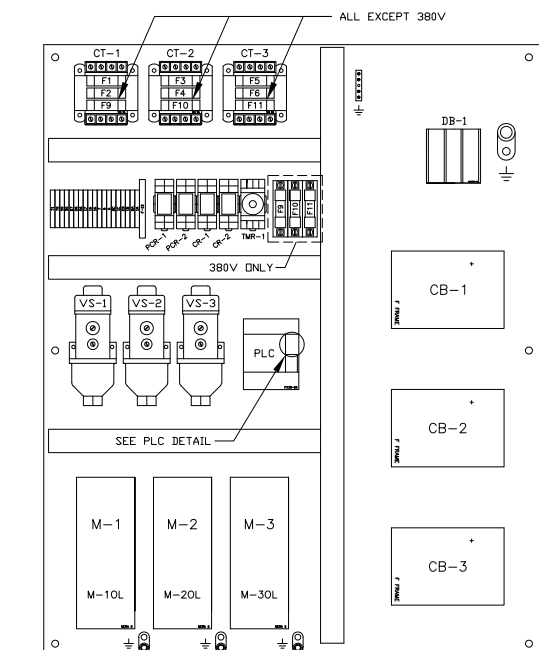 ALL EXCEPT 380V
CT-1 CT-2 CT-3
F1 F3 F5
F2 F4 F6
F9 F10 F11
DB-1
F9 F10 F11
PCR-1 PCR-2 CR-1 CR-2 TMR-1
380V ONLY
VS-1 VS-2 VS-3
CB-1
F FRAME
PLC
SEE PLC DETAIL
CB-2
F FRAME
M-1 M-2 M-3
CB-3
F FRAME
M-1OL M-2OL M-3OL